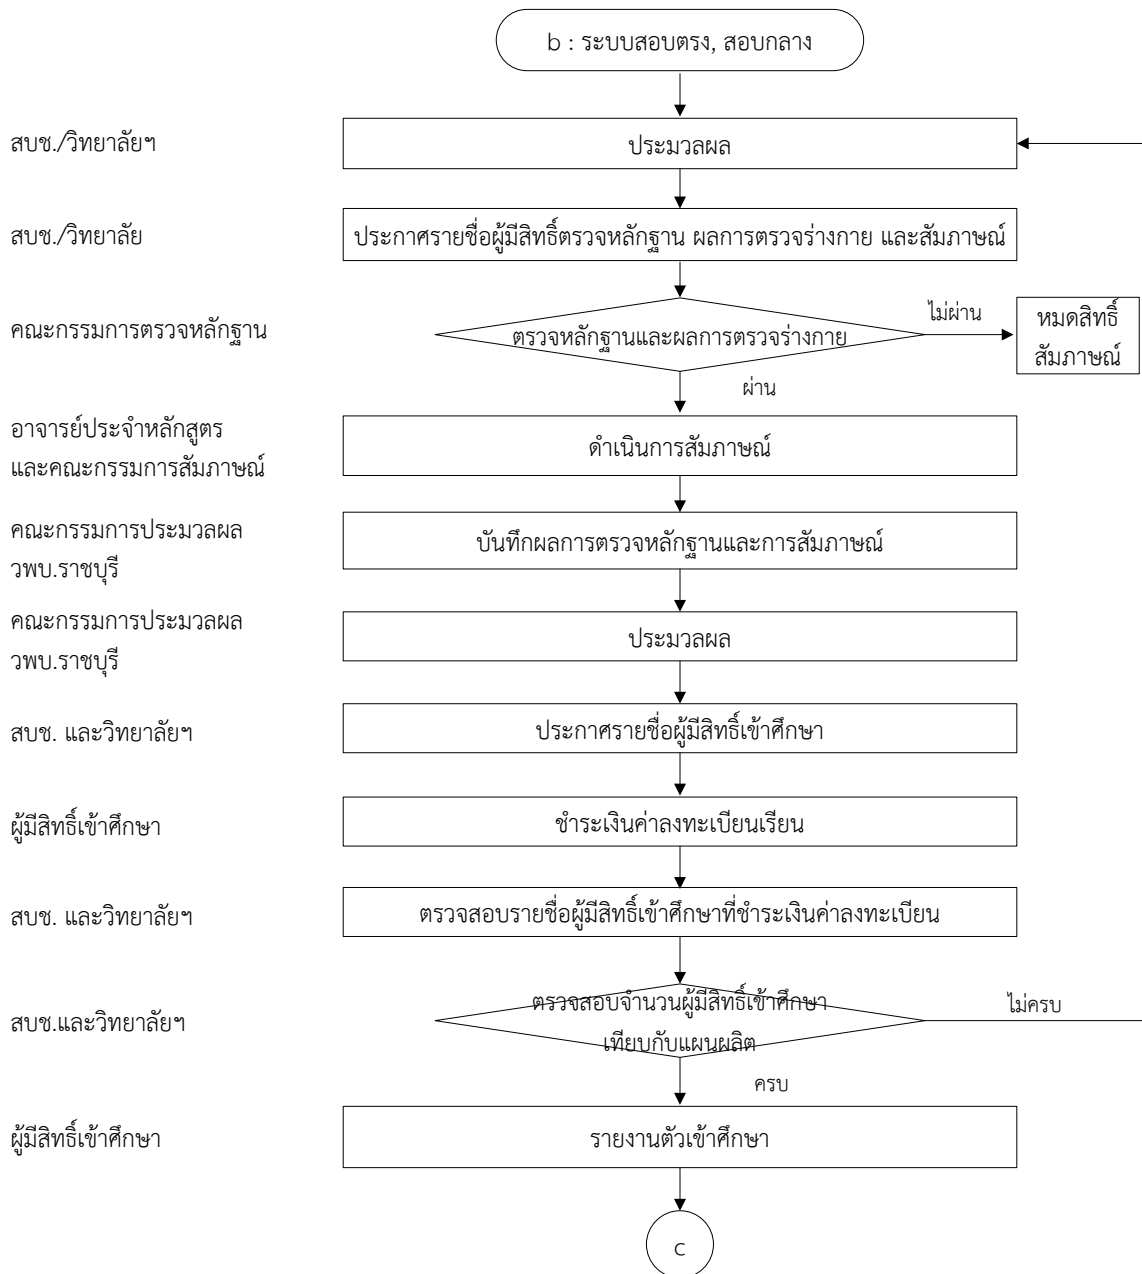 b : ระบบสอบตรง, สอบกลาง
สบช./วิทยาลัยฯ
ประมวลผล
สบช./วิทยาลัย
ประกาศรายชื่อผู้มีสิทธิ์ตรวจหลักฐาน ผลการตรวจร่างกาย และสัมภาษณ์
คณะกรรมการตรวจหลักฐาน
ตรวจหลักฐานและผลการตรวจร่างกาย
ไม่ผ่าน
หมดสิทธิ์
สัมภาษณ์
ผ่าน
อาจารย์ประจำหลักสูตร
และคณะกรรมการสัมภาษณ์
ดำเนินการสัมภาษณ์
คณะกรรมการประมวลผล
วพบ.ราชบุรี
บันทึกผลการตรวจหลักฐานและการสัมภาษณ์
คณะกรรมการประมวลผล
วพบ.ราชบุรี
ประมวลผล
สบช. และวิทยาลัยฯ
ประกาศรายชื่อผู้มีสิทธิ์เข้าศึกษา
ผู้มีสิทธิ์เข้าศึกษา
ชำระเงินค่าลงทะเบียนเรียน
สบช. และวิทยาลัยฯ
ตรวจสอบรายชื่อผู้มีสิทธิ์เข้าศึกษาที่ชำระเงินค่าลงทะเบียน
สบช.และวิทยาลัยฯ
ตรวจสอบจำนวนผู้มีสิทธิ์เข้าศึกษา
เทียบกับแผนผลิต
ไม่ครบ
ครบ
ผู้มีสิทธิ์เข้าศึกษา
รายงานตัวเข้าศึกษา
c